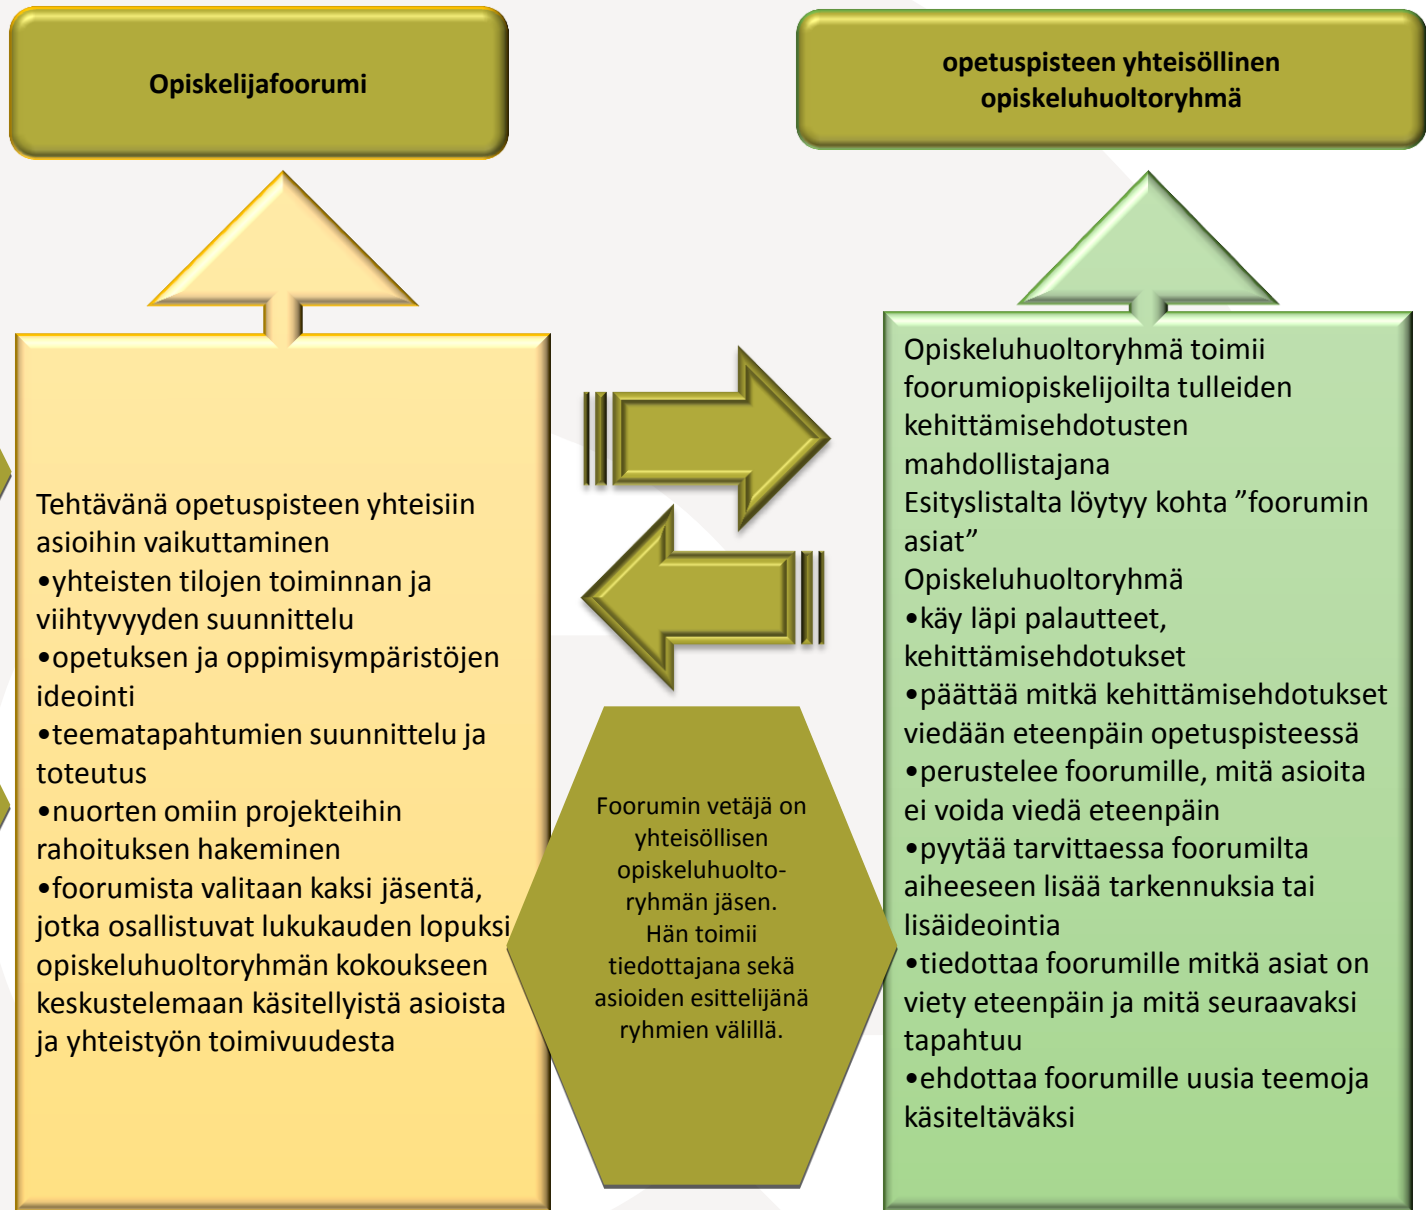 Opiskelijafoorumi
opetuspisteen yhteisöllinen
opiskeluhuoltoryhmä
Tehtävänä opetuspisteen yhteisiin
asioihin vaikuttaminen
•yhteisten tilojen toiminnan ja
viihtyvyyden suunnittelu
•opetuksen ja oppimisympäristöjen
ideointi
•teematapahtumien suunnittelu ja
toteutus
•nuorten omiin projekteihin
rahoituksen hakeminen
•foorumista valitaan kaksi jäsentä,
jotka osallistuvat lukukauden lopuksi
opiskeluhuoltoryhmän kokoukseen
keskustelemaan käsitellyistä asioista
ja yhteistyön toimivuudesta
Foorumin vetäjä on
yhteisöllisen
opiskeluhuolto-
ryhmän jäsen.
Hän toimii
tiedottajana sekä
asioiden esittelijänä
ryhmien välillä.
Opiskeluhuoltoryhmä toimii
foorumiopiskelijoilta tulleiden
kehittämisehdotusten
mahdollistajana
Esityslistalta löytyy kohta ”foorumin
asiat”
Opiskeluhuoltoryhmä
•käy läpi palautteet,
kehittämisehdotukset
•päättää mitkä kehittämisehdotukset
viedään eteenpäin opetuspisteessä
•perustelee foorumille, mitä asioita
ei voida viedä eteenpäin
•pyytää tarvittaessa foorumilta
aiheeseen lisää tarkennuksia tai
lisäideointia
•tiedottaa foorumille mitkä asiat on
viety eteenpäin ja mitä seuraavaksi
tapahtuu
•ehdottaa foorumille uusia teemoja
käsiteltäväksi